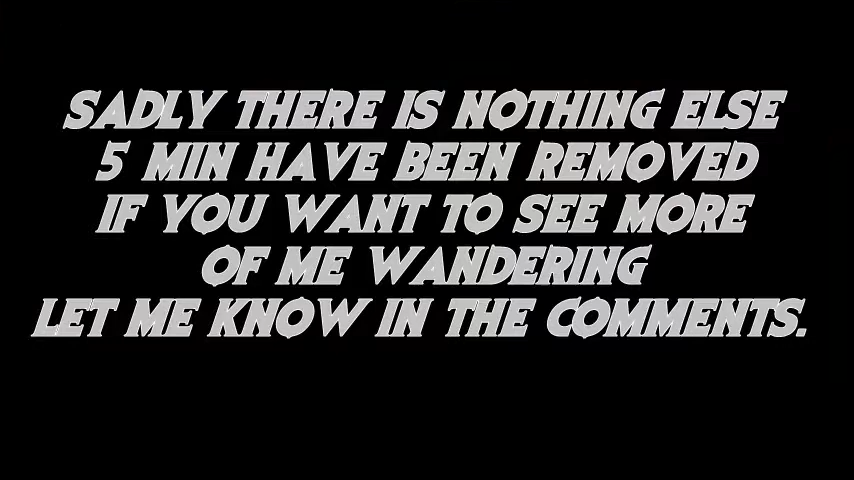 SADLY THERE IS NOTHING ELSE
5 MIN HAVE BEEN REMOVED
IF YOU WANT TO SEE MORE
OF ME WANDERING
LET ME KNOW IN THE COMMENTS.